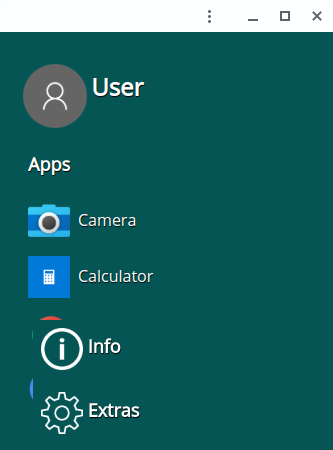 User
Apps
Camera
Calculator
Info
Extras